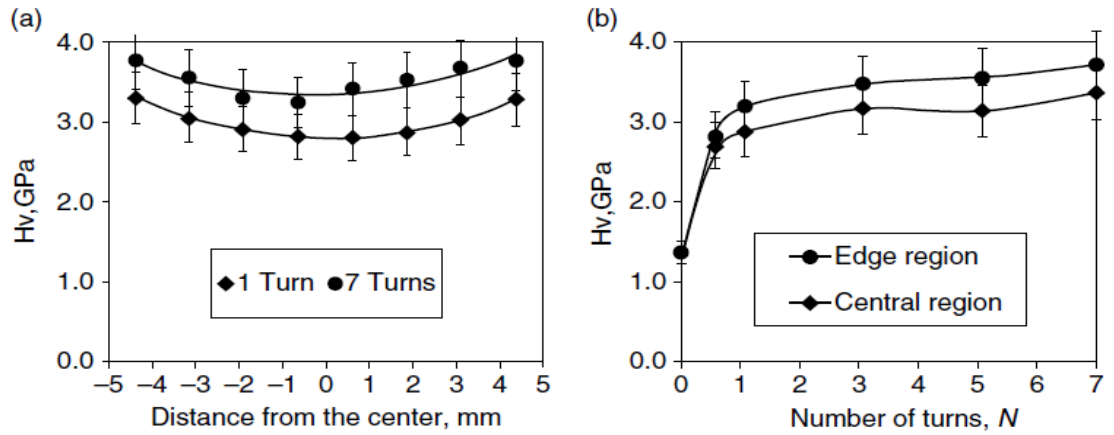 (a)
4.0
3.0
2.0
1.0
0.0
Hv,GPa
◆ 1 Turn ● 7 Turns
–5 –4 –3 –2 –1 0 1 2 3 4 5
Distance from the center, mm
(b)
4.0
3.0
2.0
1.0
0.0
Hv,GPa
Edge region
Central region
0 1 2 3 4 5 6 7
Number of turns, N